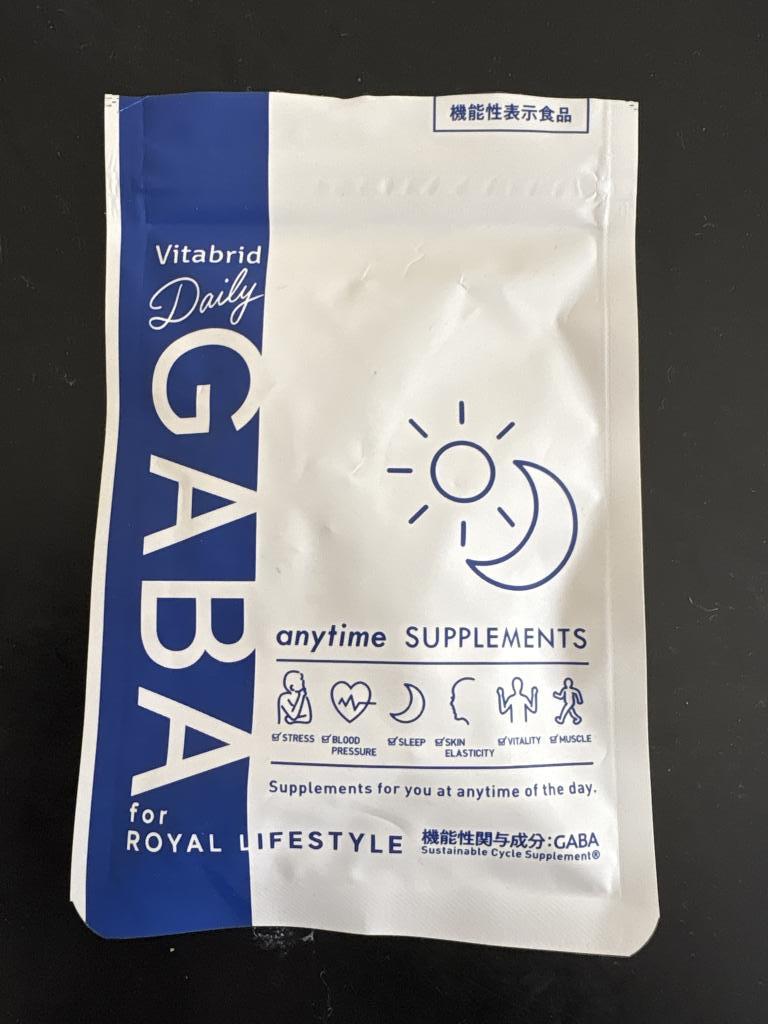 機能性表示食品
Vitabrid
Daily
GABA
for
ROYAL LIFESTYLE
anytime SUPPLEMENTS
STRESS
BLOOD
PRESSURE
SLEEP
SKIN
ELASTICITY
VITALITY
MUSCLE
Supplements for you at anytime of the day.
機能性関与成分:GABA
Sustainable Cycle Supplement®